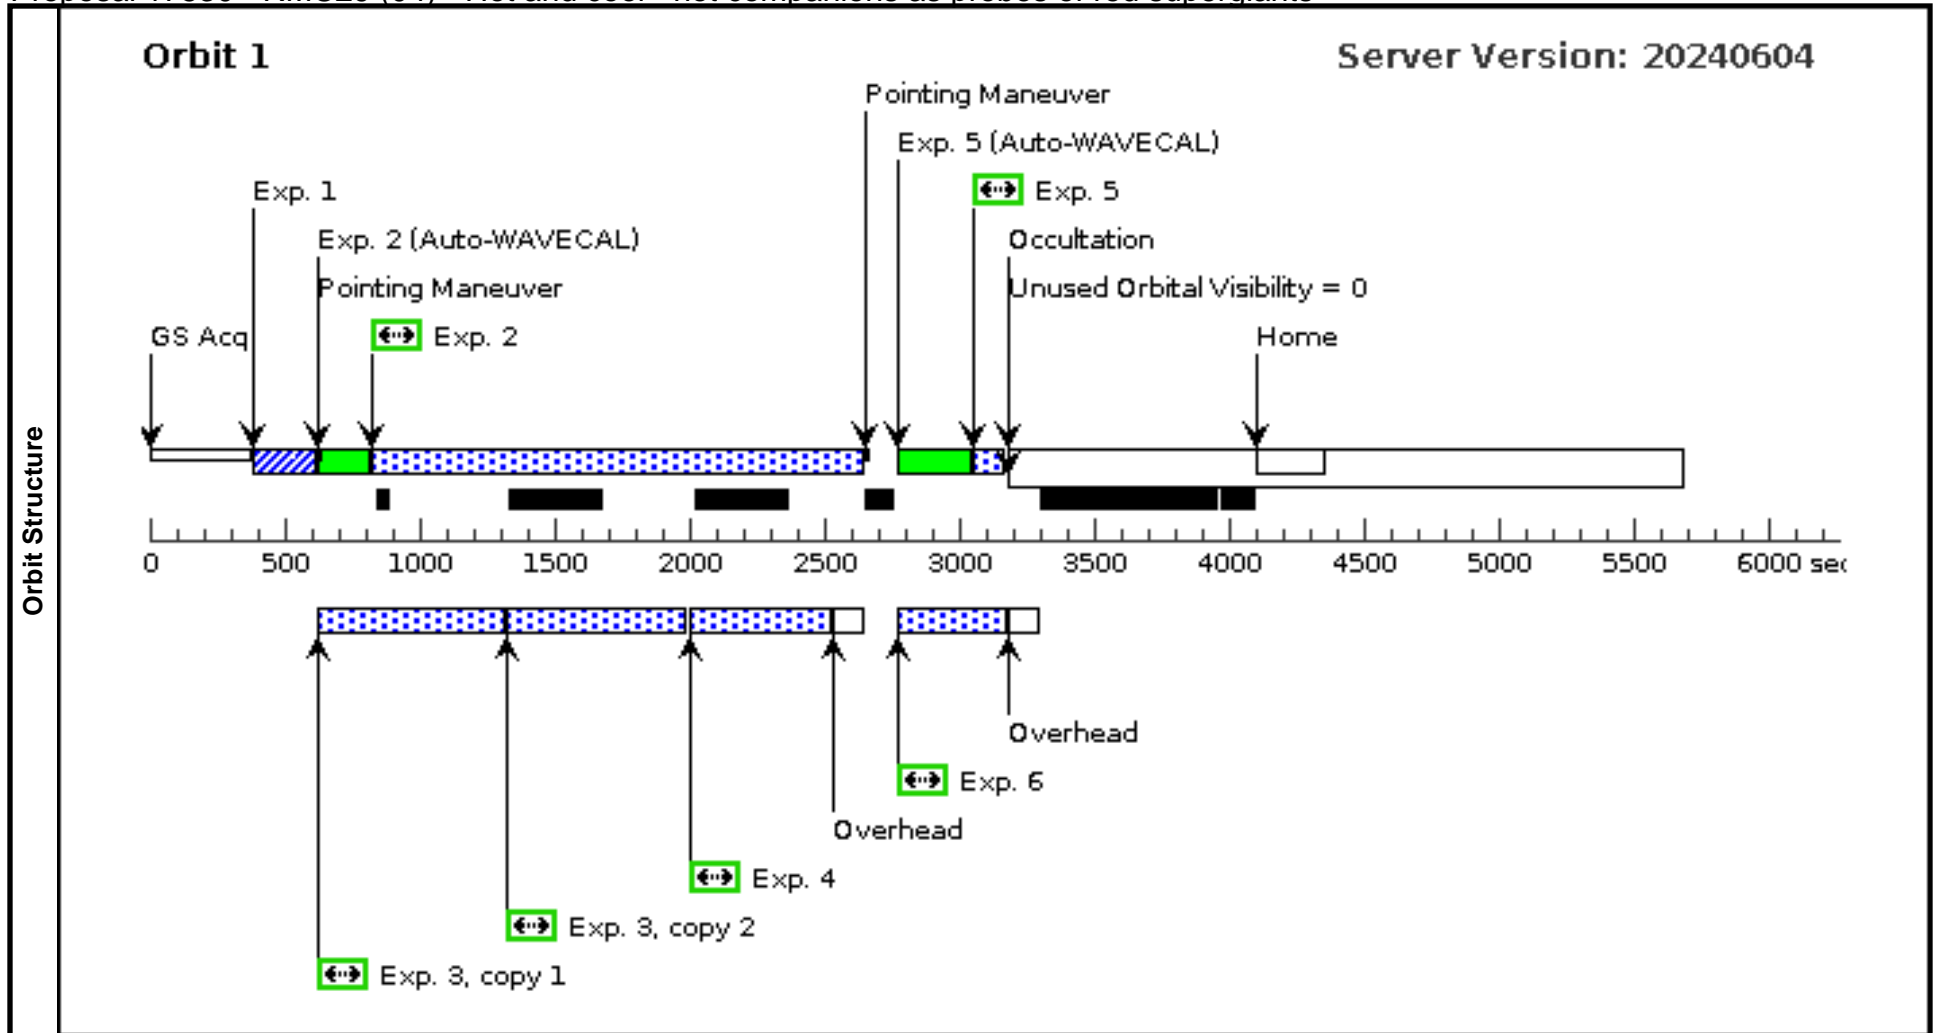 Orbit 1
Server Version: 20240604
Pointing Maneuver
Exp. 5 (Auto-WAVECAL)
Exp. 1
Exp. 5
Exp. 2 (Auto-WAVECAL)
Occultation
Pointing Maneuver
Unused Orbital Visibility = 0
GS Acq
Exp. 2
Home
Orbit Structure
0 500 1000 1500 2000 2500 3000 3500 4000 4500 5000 5500 6000 sec
Overhead
Exp. 6
Overhead
Exp. 4
Exp. 3, copy 2
Exp. 3, copy 1